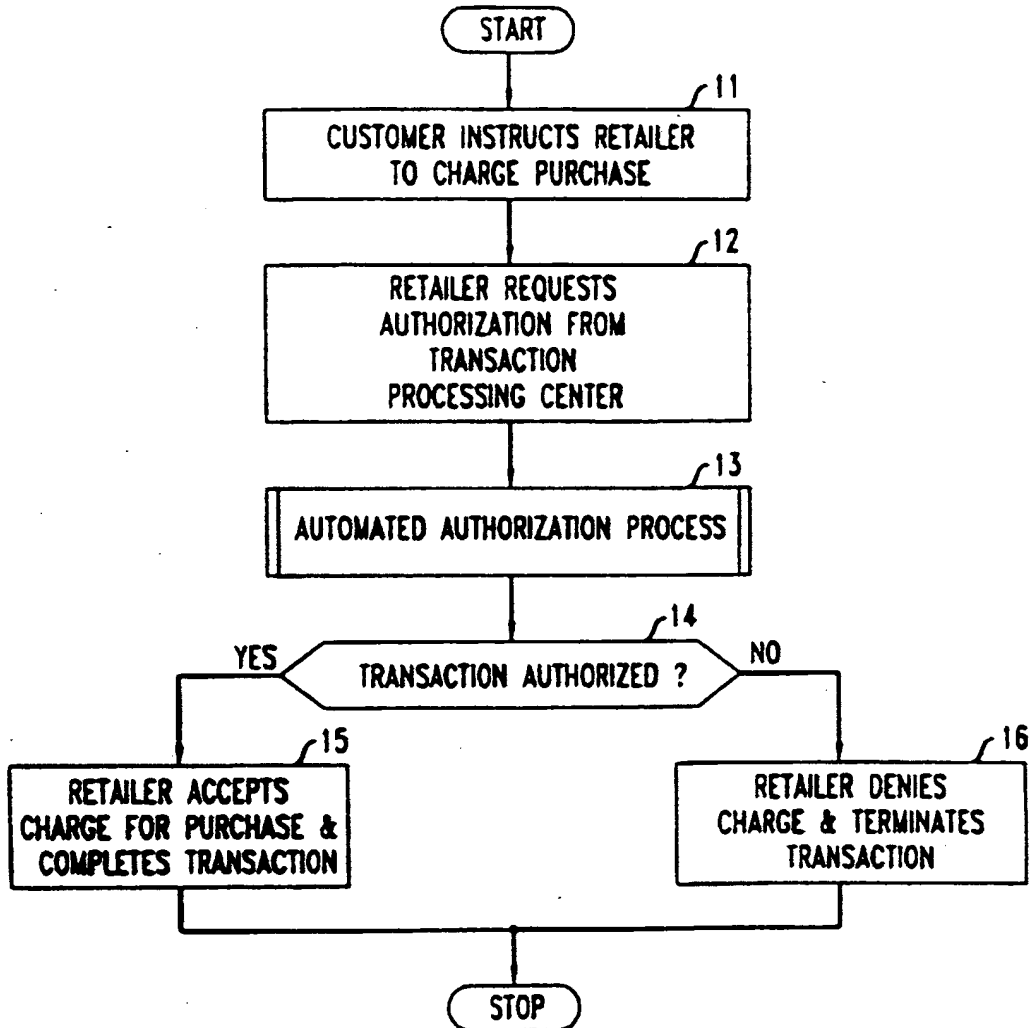 START
11
CUSTOMER INSTRUCTS RETAILER
TO CHARGE PURCHASE
12
RETAILER REQUESTS
AUTHORIZATION FROM
TRANSACTION
PROCESSING CENTER
13
AUTOMATED AUTHORIZATION PROCESS
14
YES
TRANSACTION AUTHORIZED ?
NO
15
RETAILER ACCEPTS
CHARGE FOR PURCHASE &
COMPLETES TRANSACTION
16
RETAILER DENIES
CHARGE & TERMINATES
TRANSACTION
STOP